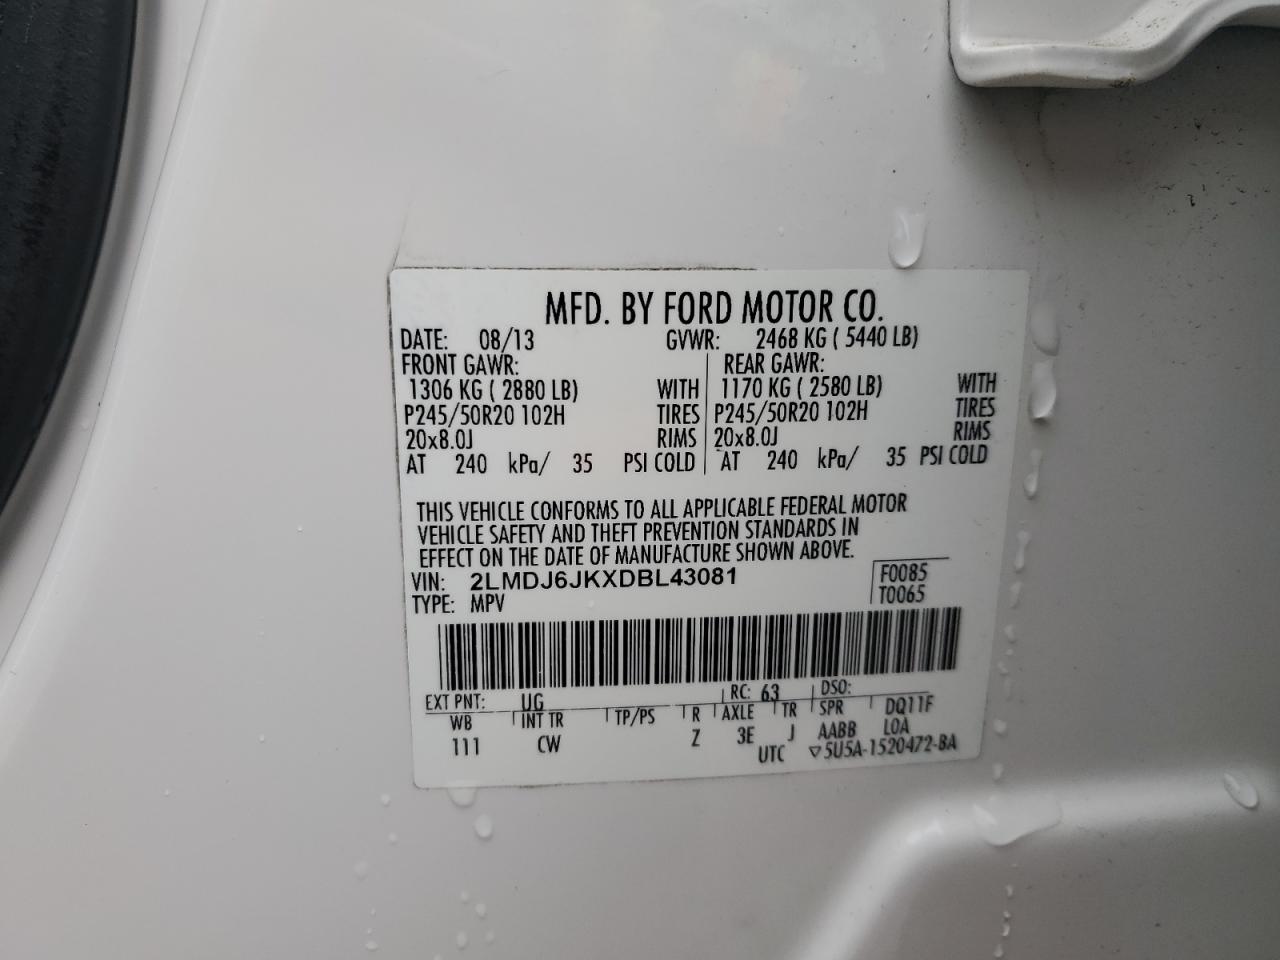 MFD. BY FORD MOTOR CO.
DATE: 08/13 GVWR: 2468 KG ( 5440 LB)
FRONT GAWR: REAR GAWR:
1306 KG ( 2880 LB) WITH 1170 KG ( 2580 LB) WITH
P245/50R20 102H TIRES P245/50R20 102H TIRES
20x8.0J RIMS 20x8.0J RIMS
AT 240 kPa/ 35 PSI COLD AT 240 kPa/ 35 PSI COLD
THIS VEHICLE CONFORMS TO ALL APPLICABLE FEDERAL MOTOR
VEHICLE SAFETY AND THEFT PREVENTION STANDARDS IN
EFFECT ON THE DATE OF MANUFACTURE SHOWN ABOVE.
VIN: 2LMDJ6JKXDBL43081 F0085
TYPE: MPV T0065
EXT PNT: UG RC: 63 DSO:
WB INT TR TP/PS R AXLE TR SPR DQ11F
111 CW Z 3E J AABB LOA
UTC ▽5U5A-1520472-BA